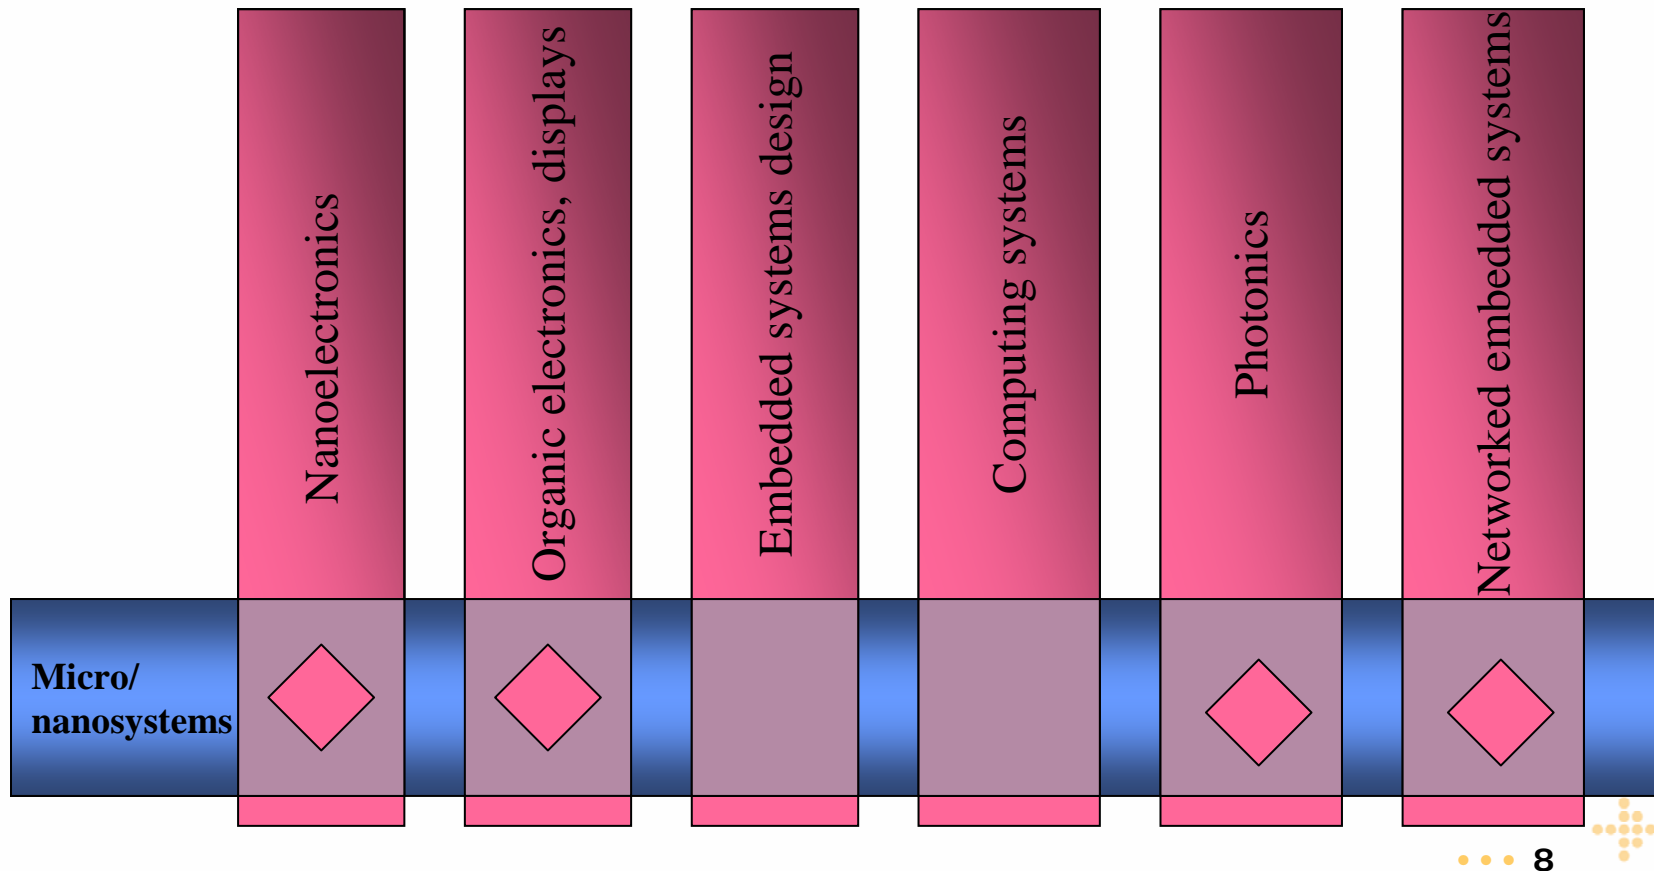 Nanoelectronics
Organic electronics, displays
Embedded systems design
Computing systems
Photonics
Networked embedded systems
Micro/
nanosystems
8